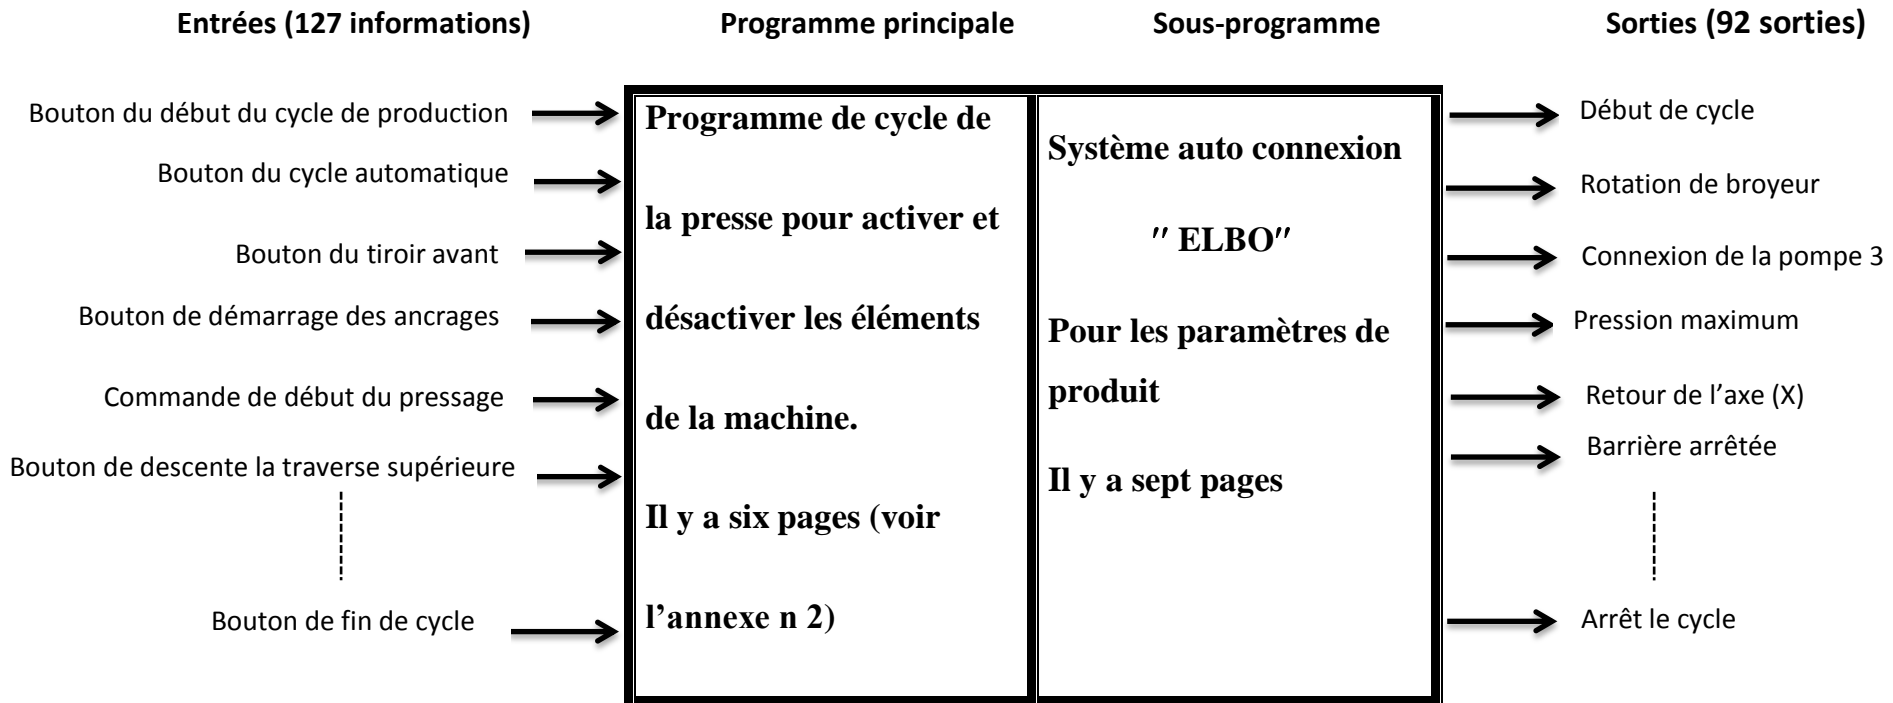 Entrées (127 informations)
Programme principale
Sous-programme
Sorties (92 sorties)
Bouton du début du cycle de production
Bouton du cycle automatique
Bouton du tiroir avant
Bouton de démarrage des ancrages
Commande de début du pressage
Bouton de descente la traverse supérieure
Bouton de fin de cycle
Programme de cycle de
la presse pour activer et
désactiver les éléments
de la machine.
Il y a six pages (voir
l’annexe n 2)
Système auto connexion
″ ELBO″
Pour les paramètres de
produit
Il y a sept pages
Début de cycle
Rotation de broyeur
Connexion de la pompe 3
Pression maximum
Retour de l’axe (X)
Barrière arrêtée
Arrêt le cycle